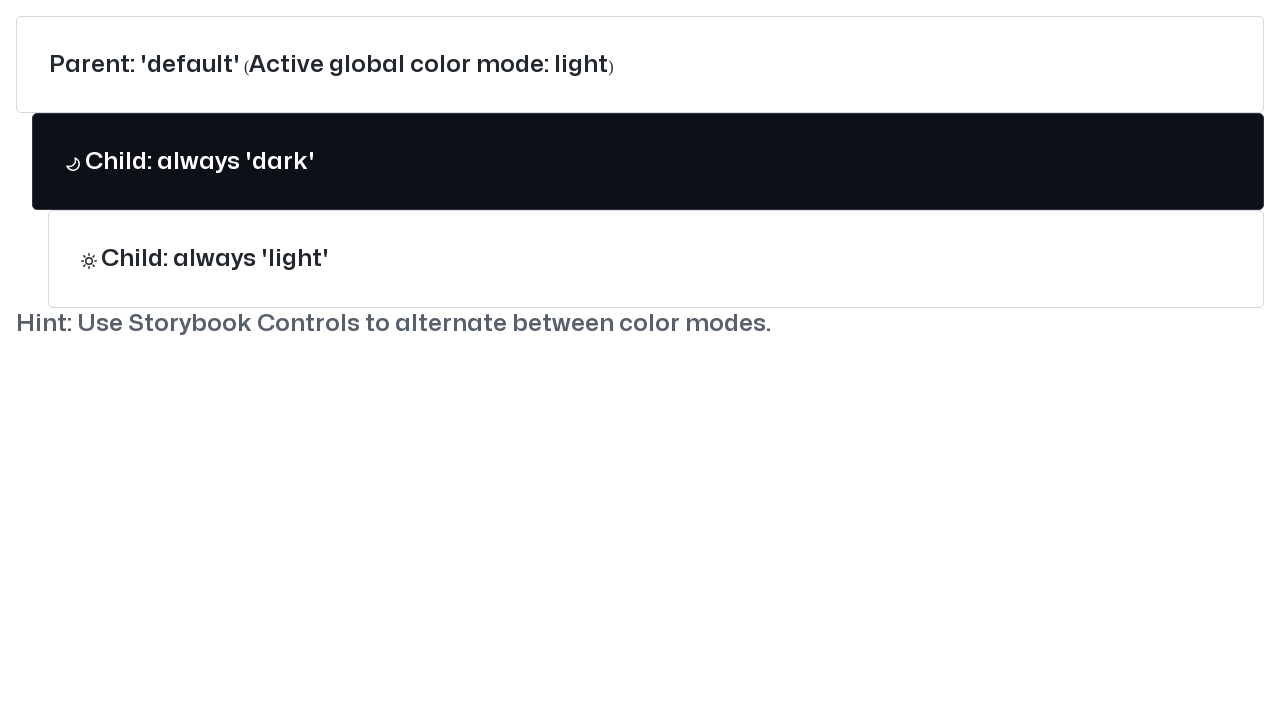 Parent: 'default' (Active global color mode: light)
Child: always 'dark'
Child: always 'light'
Hint: Use Storybook Controls to alternate between color modes.